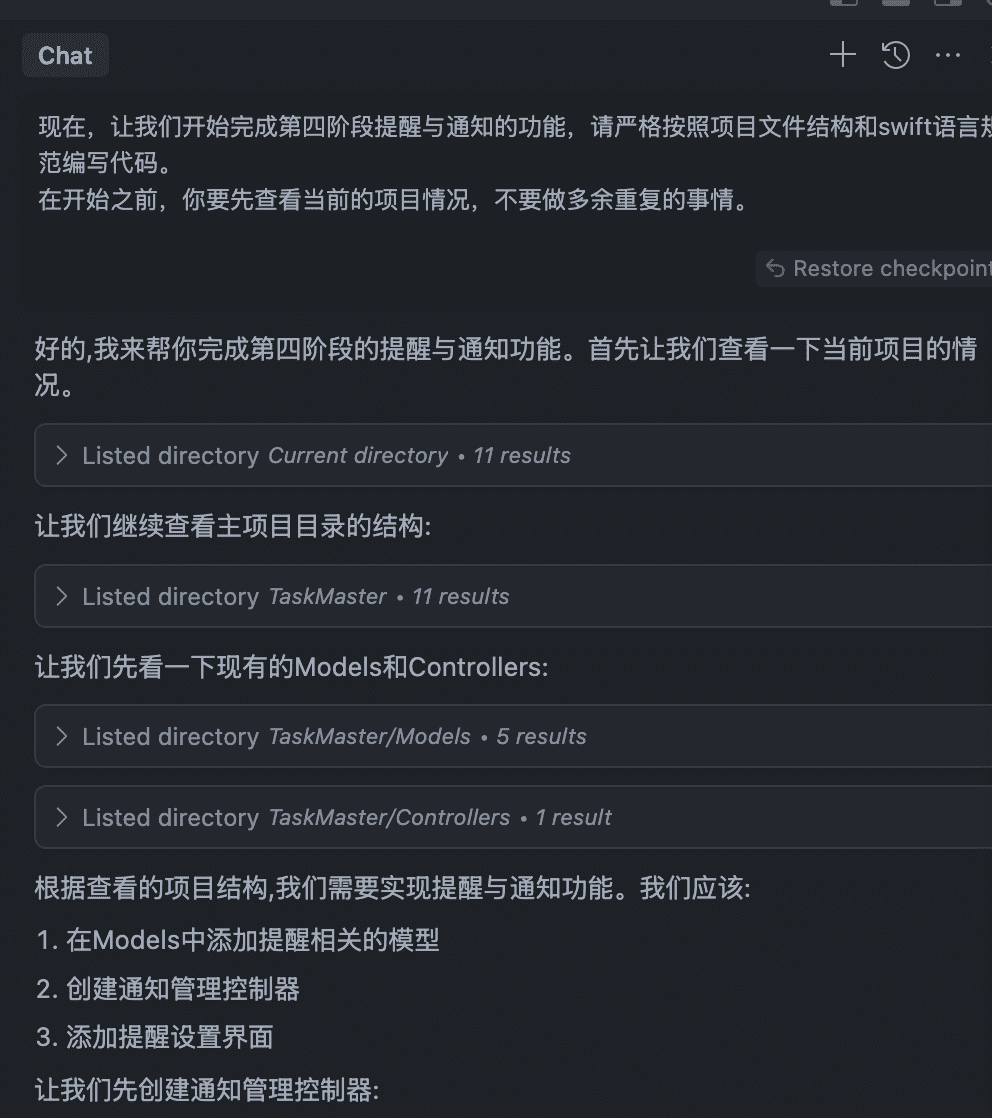 Chat
现在，让我们开始完成第四阶段提醒与通知的功能，请严格按照项目文件结构和swift语言规
范编写代码。
在开始之前，你要先查看当前的项目情况，不要做多余重复的事情。
Restore checkpoint
好的,我来帮你完成第四阶段的提醒与通知功能。首先让我们查看一下当前项目的情
况。
Listed directory Current directory • 11 results
让我们继续查看主项目目录的结构:
Listed directory TaskMaster • 11 results
让我们先看一下现有的Models和Controllers:
Listed directory TaskMaster/Models • 5 results
Listed directory TaskMaster/Controllers • 1 result
根据查看的项目结构,我们需要实现提醒与通知功能。我们应该:
1. 在Models中添加提醒相关的模型
2. 创建通知管理控制器
3. 添加提醒设置界面
让我们先创建通知管理控制器: